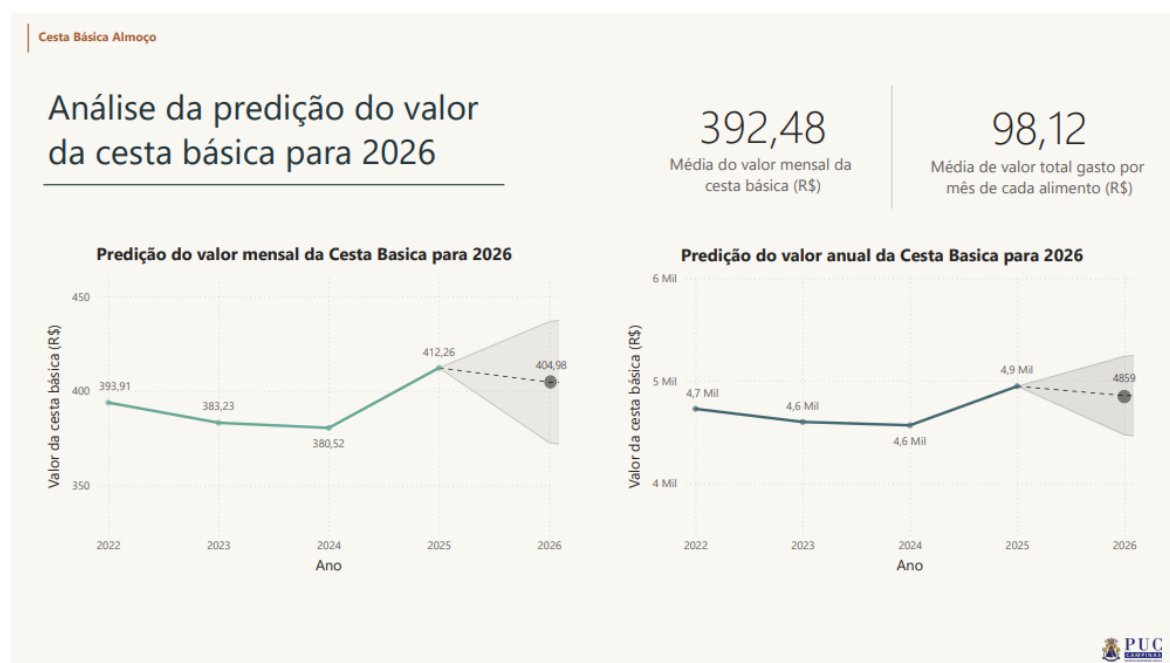 Cesta Básica Almoço
Análise da predição do valor
da cesta básica para 2026
392,48
Média do valor mensal da
cesta básica (R$)
98,12
Média de valor total gasto por
mês de cada alimento (R$)
Predição do valor mensal da Cesta Basica para 2026
Valor da cesta básica (R$)
450
400
350
393,91
383,23
380,52
412,26
404,98
2022
2023
2024
2025
2026
Ano
Predição do valor anual da Cesta Basica para 2026
Valor da cesta básica (R$)
6 Mil
5 Mil
4 Mil
4,7 Mil
4,6 Mil
4,6 Mil
4,9 Mil
4859
2022
2023
2024
2025
2026
Ano
PUC
CAMPINAS